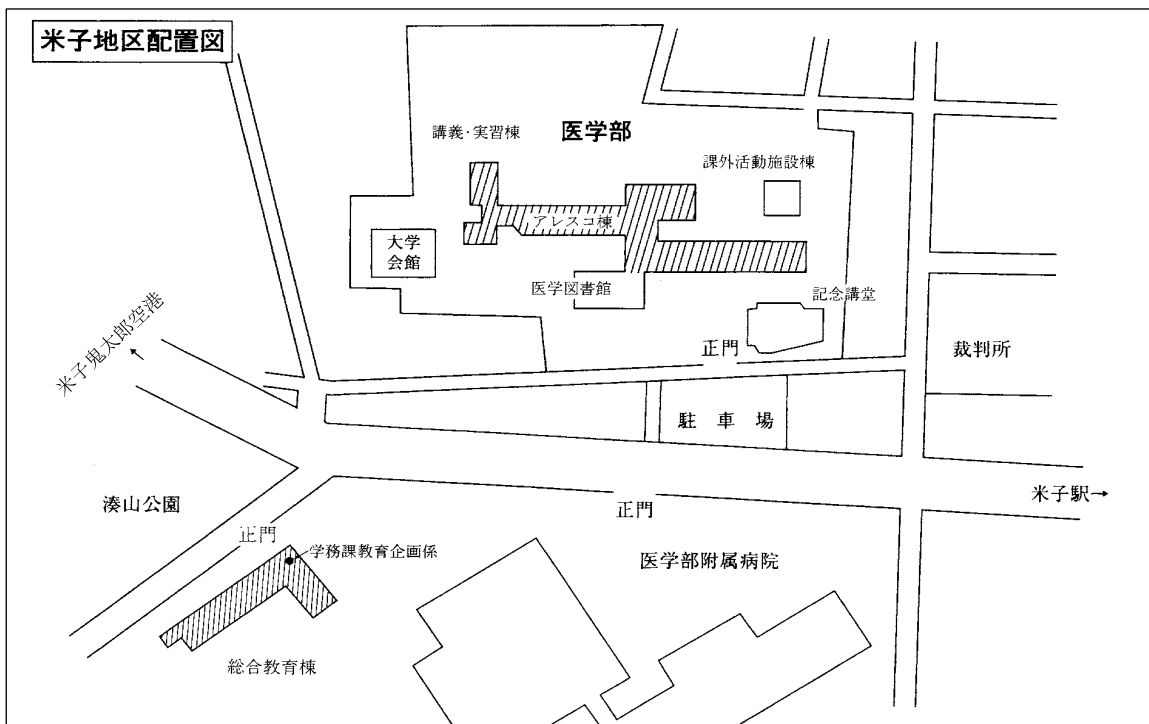 米子地区配置図
講義・実習棟
医学部
課外活動施設棟
アレスコ棟
大学
会館
医学図書館
記念講堂
米子鬼太郎空港
←
正門
裁判所
駐車場
湊山公園
米子駅→
正門
正門
学務課教育企画係
医学部附属病院
総合教育棟